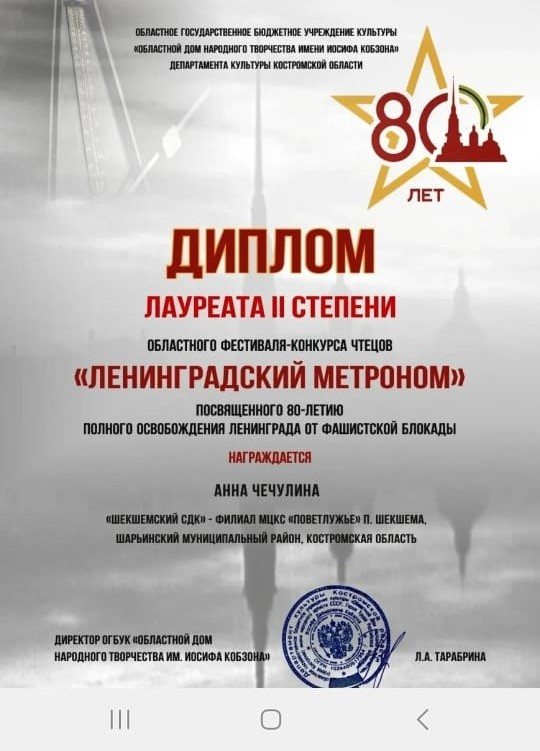 ОБЛАСТНОЕ ГОСУДАРСТВЕННОЕ БЮДЖЕТНОЕ УЧРЕЖДЕНИЕ КУЛЬТУРЫ
«ОБЛАСТНОЙ ДОМ НАРОДНОГО ТВОРЧЕСТВА ИМЕНИ ИОСИФА КОБЗОНА»
ДЕПАРТАМЕНТА КУЛЬТУРЫ КОСТРОМСКОЙ ОБЛАСТИ
80
ЛЕТ
ДИПЛОМ
ЛАУРЕАТА II СТЕПЕНИ
ОБЛАСТНОГО ФЕСТИВАЛЯ-КОНКУРСА ЧТЕЦОВ
«ЛЕНИНГРАДСКИЙ МЕТРОНОМ»
ПОСВЯЩЕННОГО 80-ЛЕТИЮ
ПОЛНОГО ОСВОБОЖДЕНИЯ ЛЕНИНГРАДА ОТ ФАШИСТСКОЙ БЛОКАДЫ
НАГРАЖДАЕТСЯ
АННА ЧЕЧУЛИНА
«ШЕКШЕМСКИЙ СДК» - ФИЛИАЛ МЦКС «ПОВЕТЛУЖЬЕ» П. ШЕКШЕМА,
ШАРЬИНСКИЙ МУНИЦИПАЛЬНЫЙ РАЙОН, КОСТРОМСКАЯ ОБЛАСТЬ
ДИРЕКТОР ОГБУК «ОБЛАСТНОЙ ДОМ
НАРОДНОГО ТВОРЧЕСТВА ИМ. ИОСИФА КОБЗОНА»
Л.А. ТАРАБРИНА
Департамент культуры Костромской